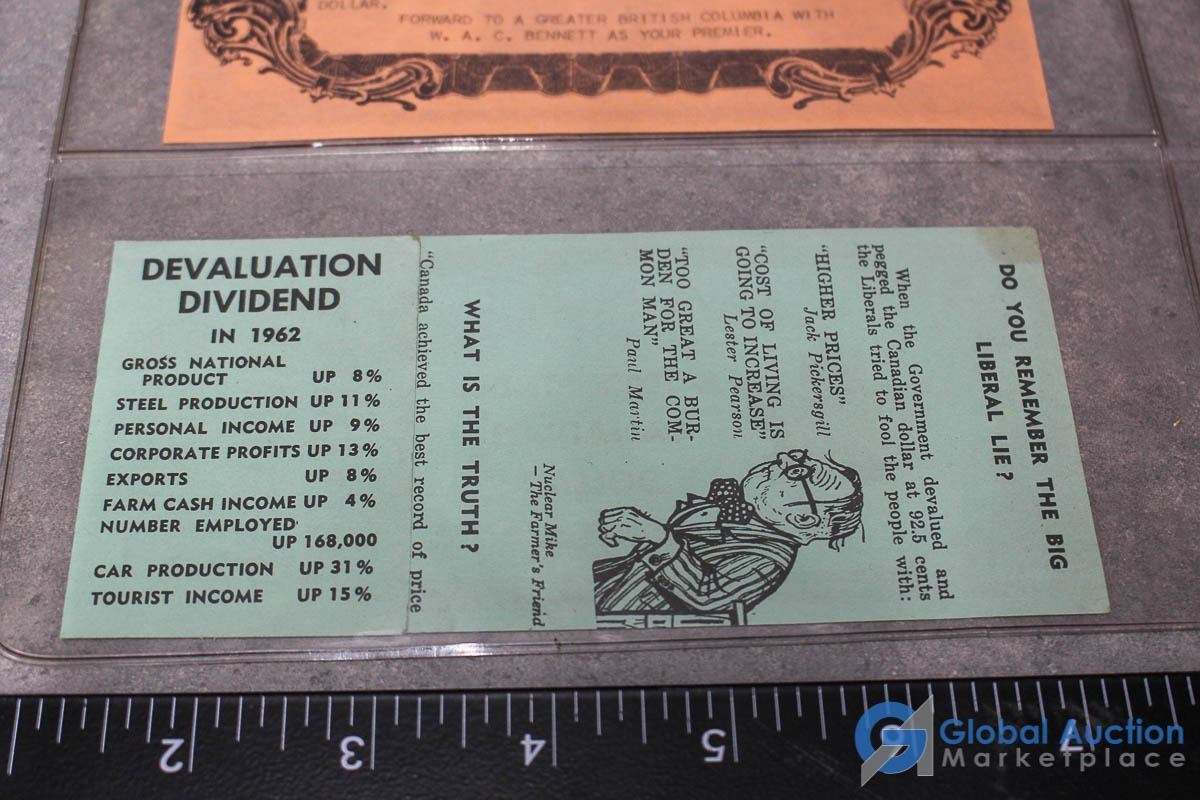 DOLLAR.
FORWARD TO A GREATER BRITISH COLUMBIA WITH
W. A. C. BENNETT AS YOUR PREMIER.
DEVALUATION
DIVIDEND
IN 1962
GROSS NATIONAL
PRODUCT UP 8%
STEEL PRODUCTION UP 11%
PERSONAL INCOME UP 9%
CORPORATE PROFITS UP 13%
EXPORTS UP 8%
FARM CASH INCOME UP 4%
NUMBER EMPLOYED
UP 168,000
CAR PRODUCTION UP 31%
TOURIST INCOME UP 15%
DO YOU REMEMBER THE BIG
LIBERAL LIE?
When the Government devalued and
pegged the Canadian dollar at 92.5 cents
the Liberals tried to fool the people with:
"HIGHER PRICES"
Jack Pickersgill
"COST OF LIVING IS
GOING TO INCREASE"
Lester Pearson
"TOO GREAT A BUR-
DEN FOR THE COM-
MON MAN"
Paul Martin
Nuclear Mike
—The Farmer's Friend
WHAT IS THE TRUTH?
"Canada achieved the best record of price
2 3 4 5 7
Global Auction
Marketplace